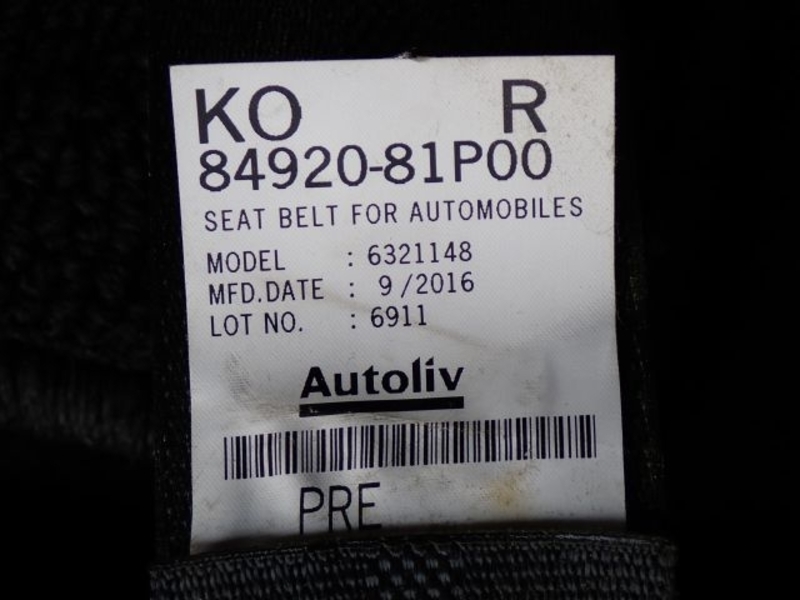 KO R
84920-81P00
SEAT BELT FOR AUTOMOBILES
MODEL : 6321148
MFD.DATE : 9/2016
LOT NO. : 6911
Autoliv
PRE